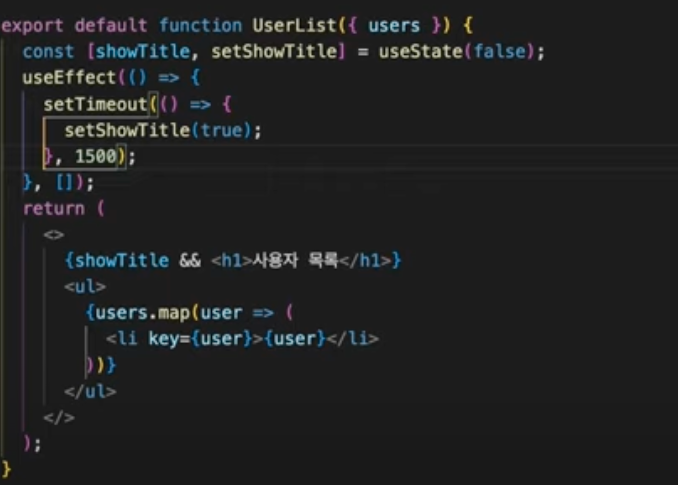 export default function UserList({ users }) {
  const [showTitle, setShowTitle] = useState(false);
  useEffect(() => {
    setTimeout(() => {
      setShowTitle(true);
    }, 1500);
  }, []);
  return (
    <>
      {showTitle && <h1>사용자 목록</h1>}
      <ul>
        {users.map(user => (
          <li key={user}>{user}</li>
        ))}
      </ul>
    </>
  );
}